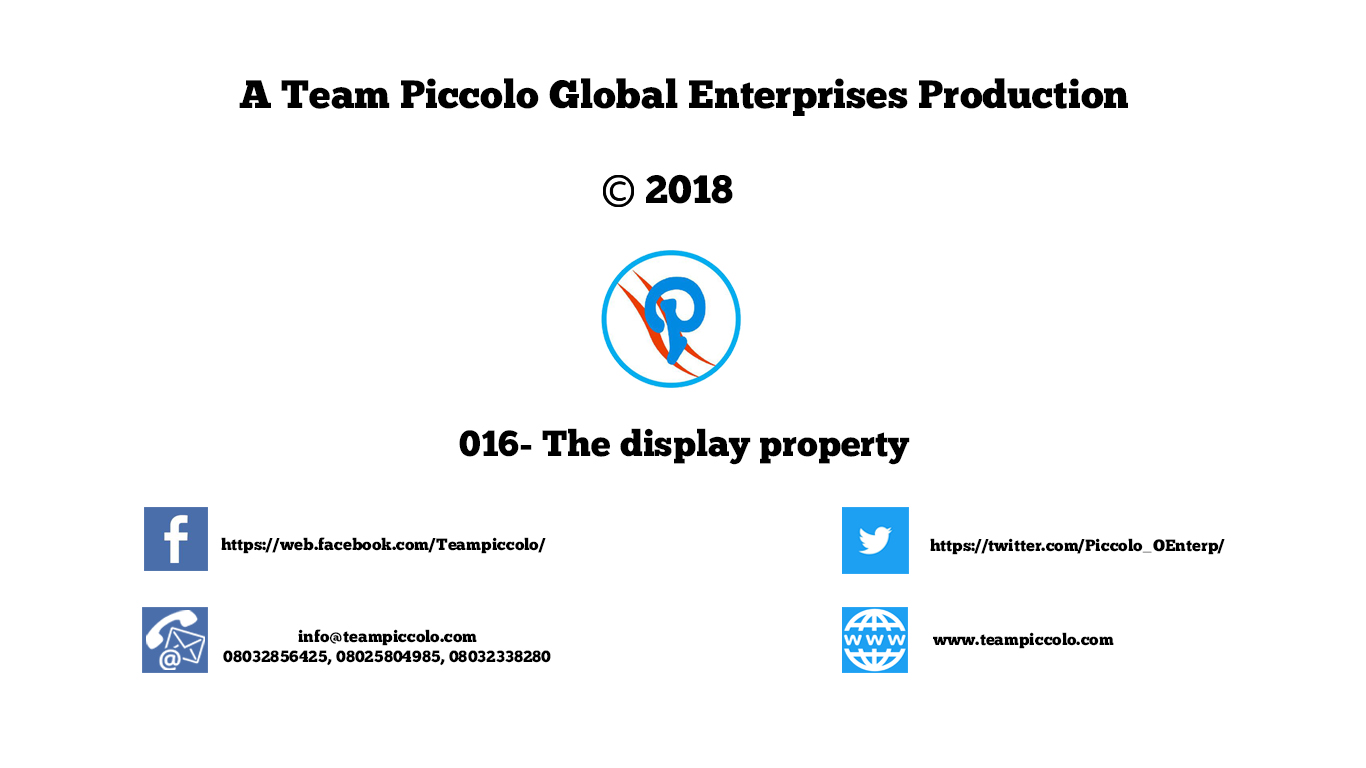 A Team Piccolo Global Enterprises Production
© 2018
016- The display property
https://web.facebook.com/Teampiccolo/
https://twitter.com/Piccolo_OEnterp/
info@teampiccolo.com
08032856425, 08025804985, 08032338280
www
www.teampiccolo.com